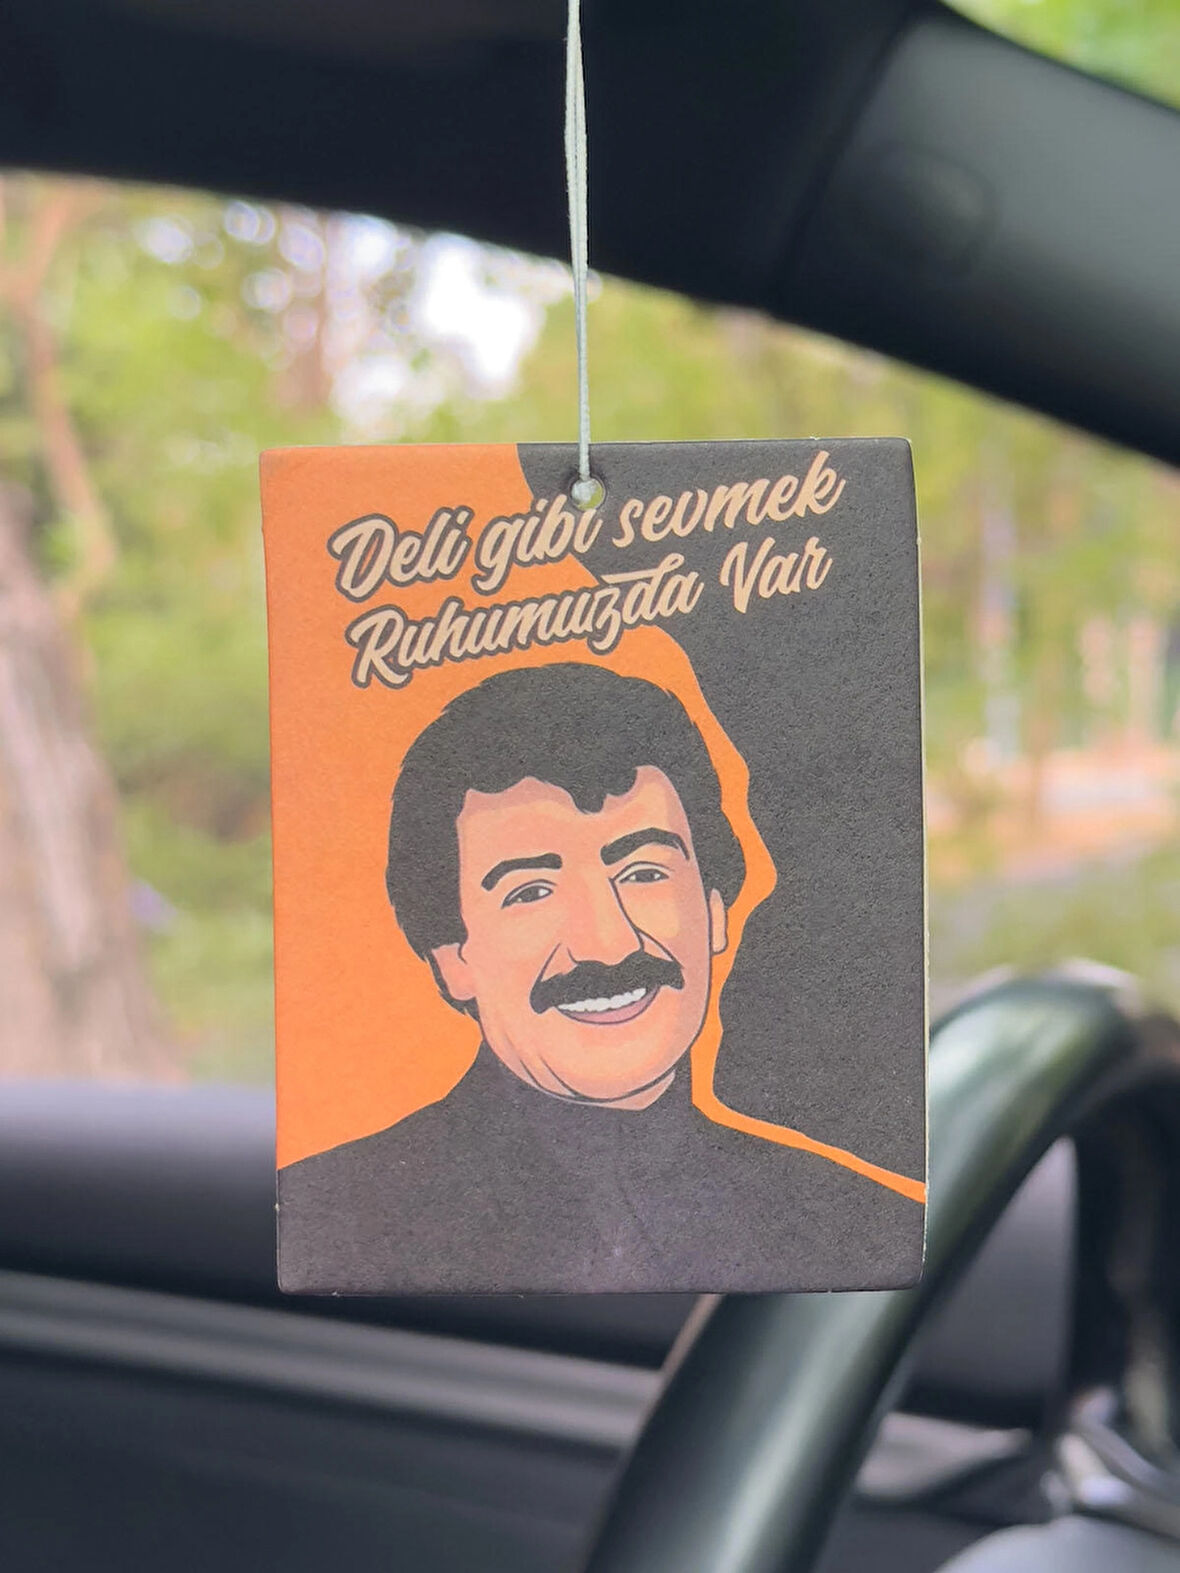 Deli gibi sevmek
Ruhumuzda Var